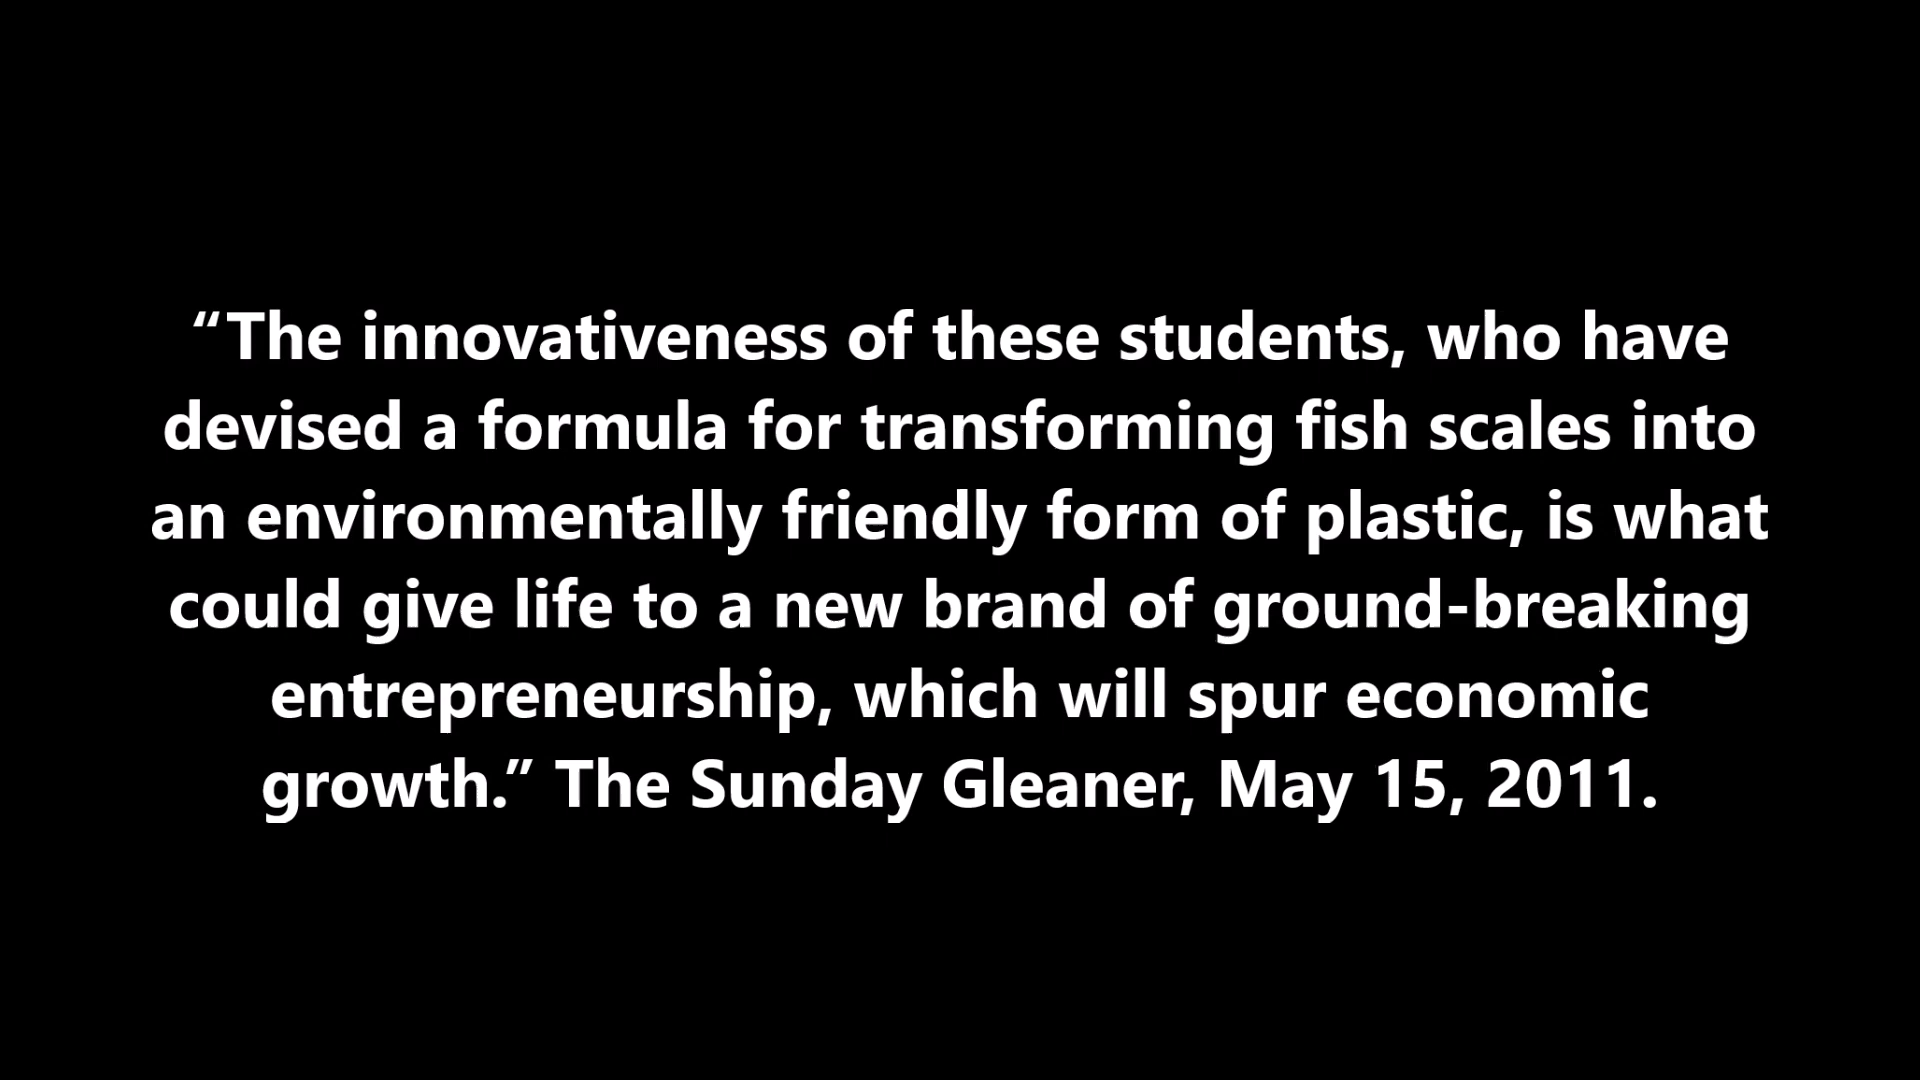 “The innovativeness of these students, who have
devised a formula for transforming fish scales into
an environmentally friendly form of plastic, is what
could give life to a new brand of ground-breaking
entrepreneurship, which will spur economic
growth.” The Sunday Gleaner, May 15, 2011.